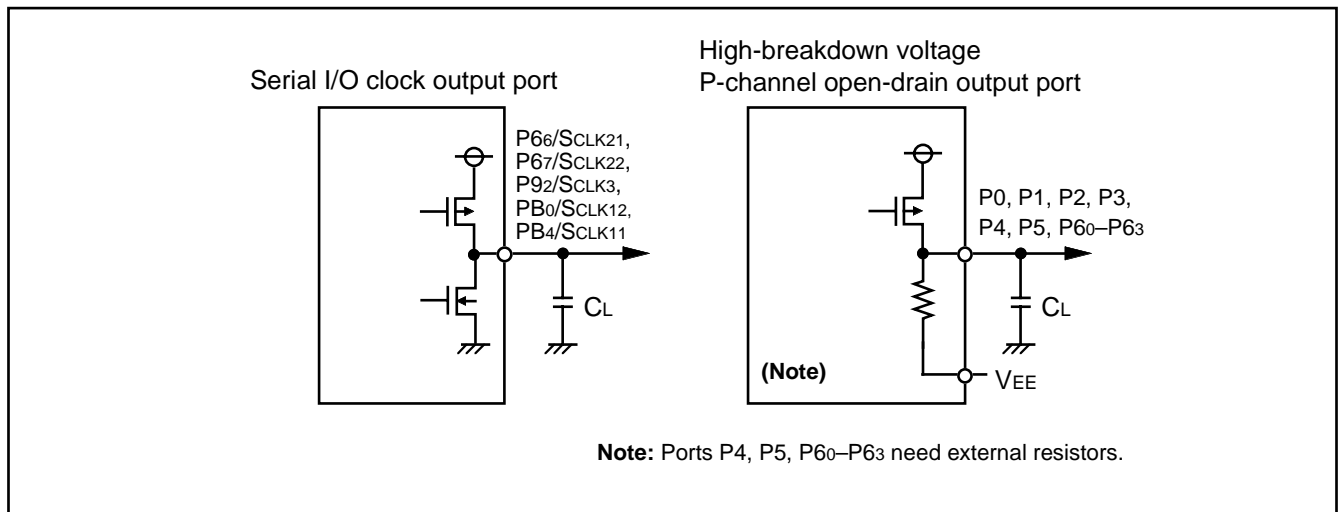 Serial I/O clock output port
P66/SCLK21,
P67/SCLK22,
P92/SCLK3,
PB0/SCLK12,
PB4/SCLK11
CL
High-breakdown voltage
P-channel open-drain output port
P0, P1, P2, P3,
P4, P5, P60–P63
CL
(Note)
VEE
Note: Ports P4, P5, P60–P63 need external resistors.